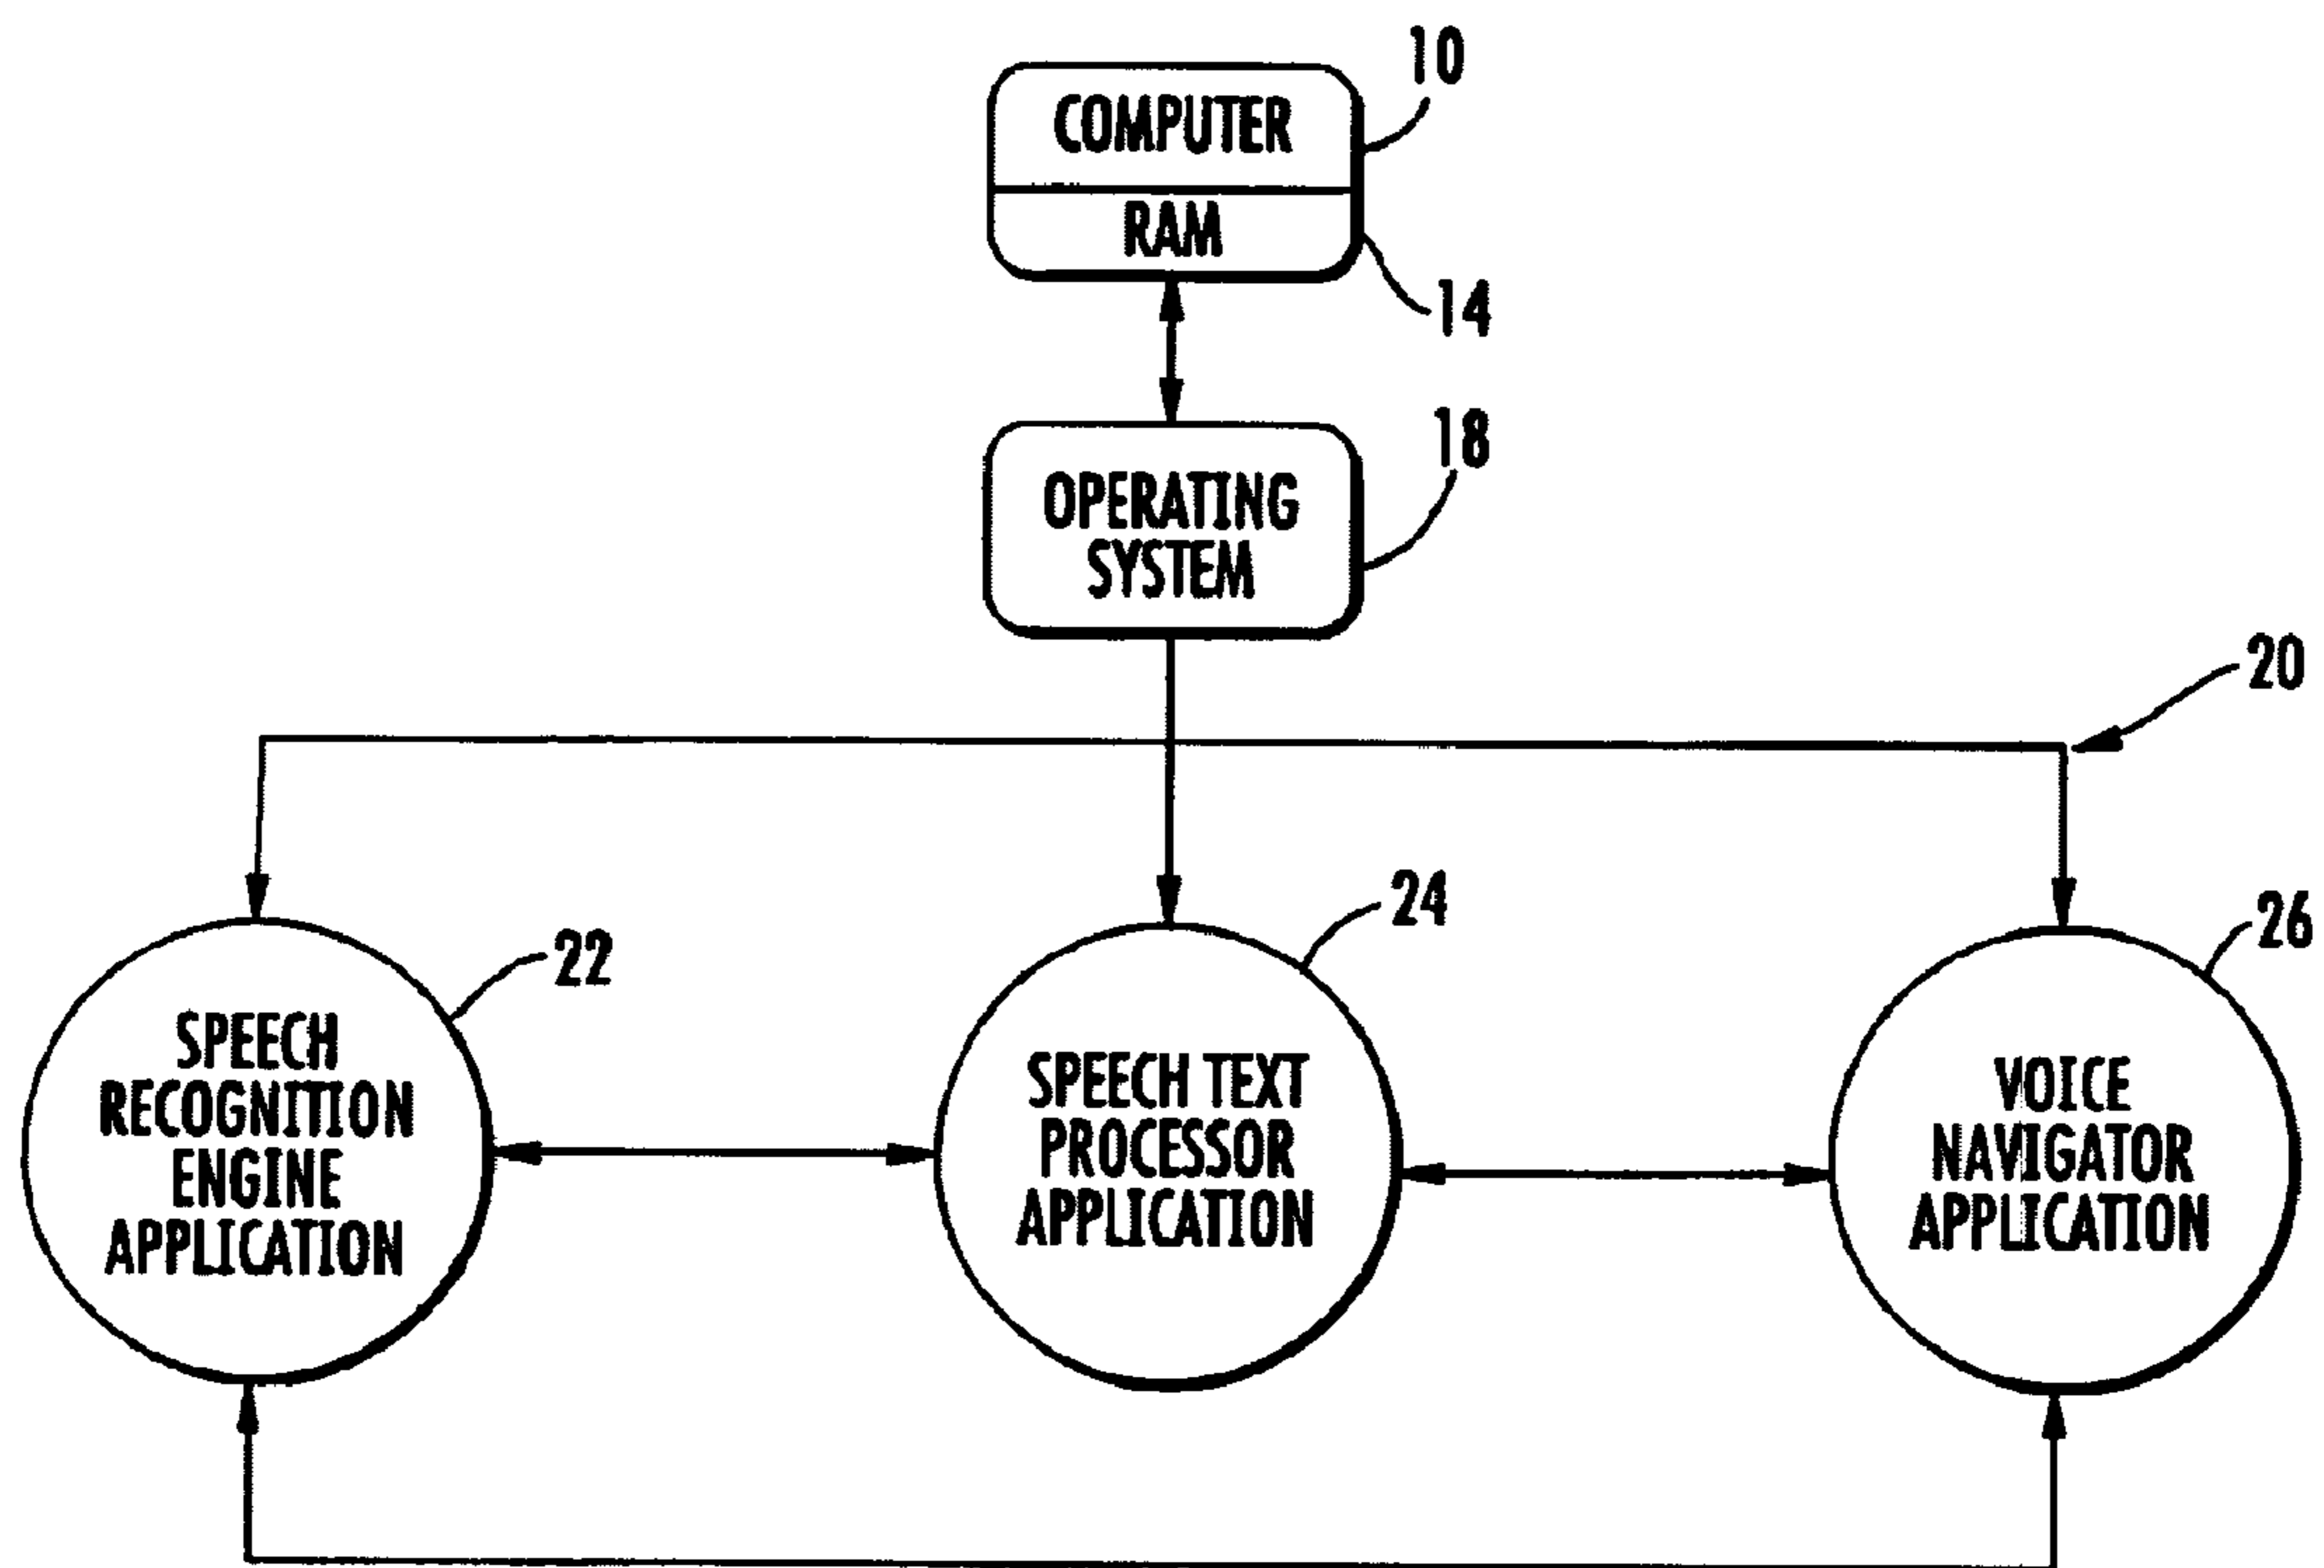 10
COMPUTER
RAM
14
18
OPERATING
SYSTEM
20
22
SPEECH
RECOGNITION
ENGINE
APPLICATION
24
SPEECH TEXT
PROCESSOR
APPLICATION
26
VOICE
NAVIGATOR
APPLICATION